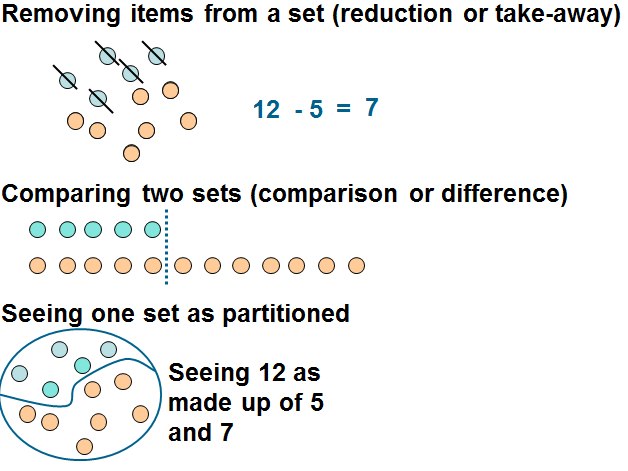 Removing items from a set (reduction or take-away)
12 - 5 = 7
Comparing two sets (comparison or difference)
Seeing one set as partitioned
Seeing 12 as
made up of 5
and 7